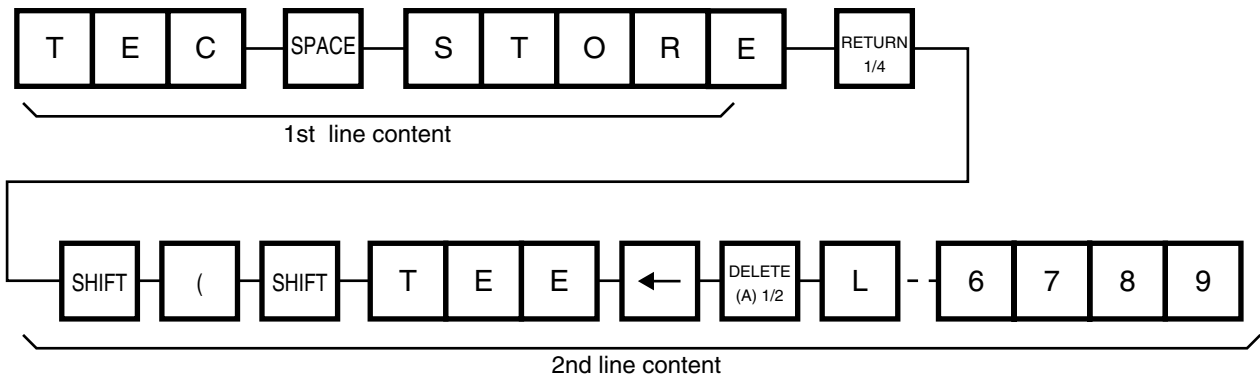 T E C SPACE S T O R E RETURN 1/4
1st line content
SHIFT ( SHIFT T E E ← DELETE (A) 1/2 L - - 6 7 8 9
2nd line content